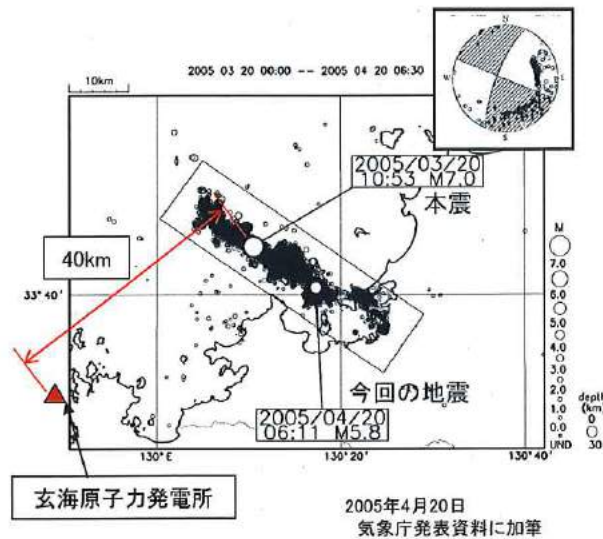 N
W
E
S
10km
2005 03 20 00:00 -- 2005 04 20 06:30
2005/03/20
10:53 M7.0
本震
40km
33°40'
今回の地震
2005/04/20
06:11 M5.8
130°E
130°20'
130°40'
M
7.0
6.0
5.0
4.0
3.0
2.0
1.0
0.0
UND
depth
(km)
0
30
玄海原子力発電所
2005年4月20日
気象庁発表資料に加筆